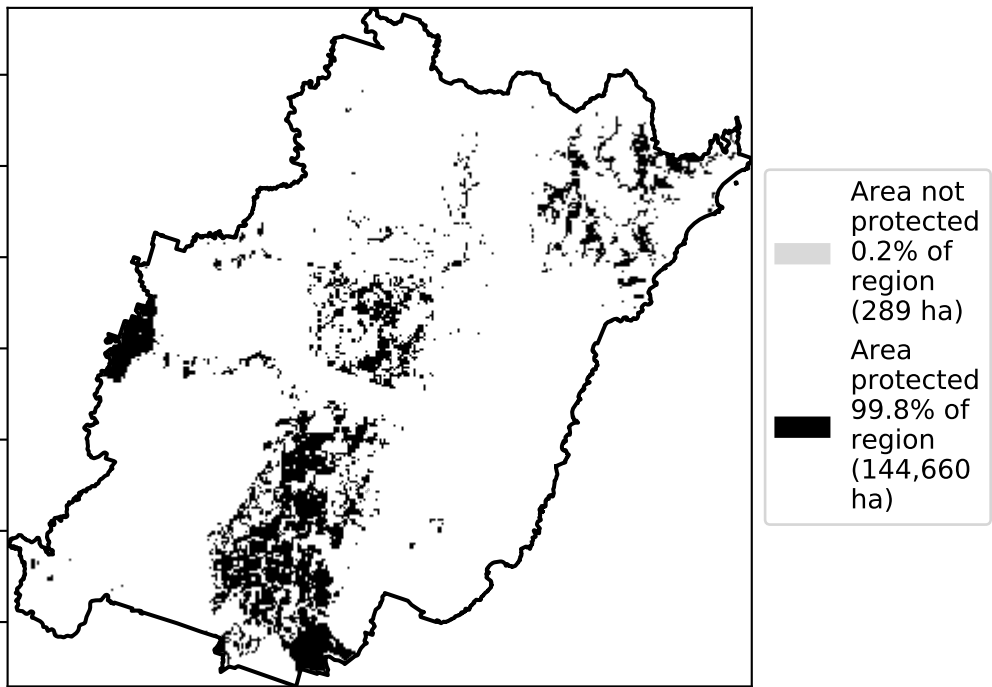 Area not
protected
0.2% of
region
(289 ha)
Area
protected
99.8% of
region
(144,660
ha)